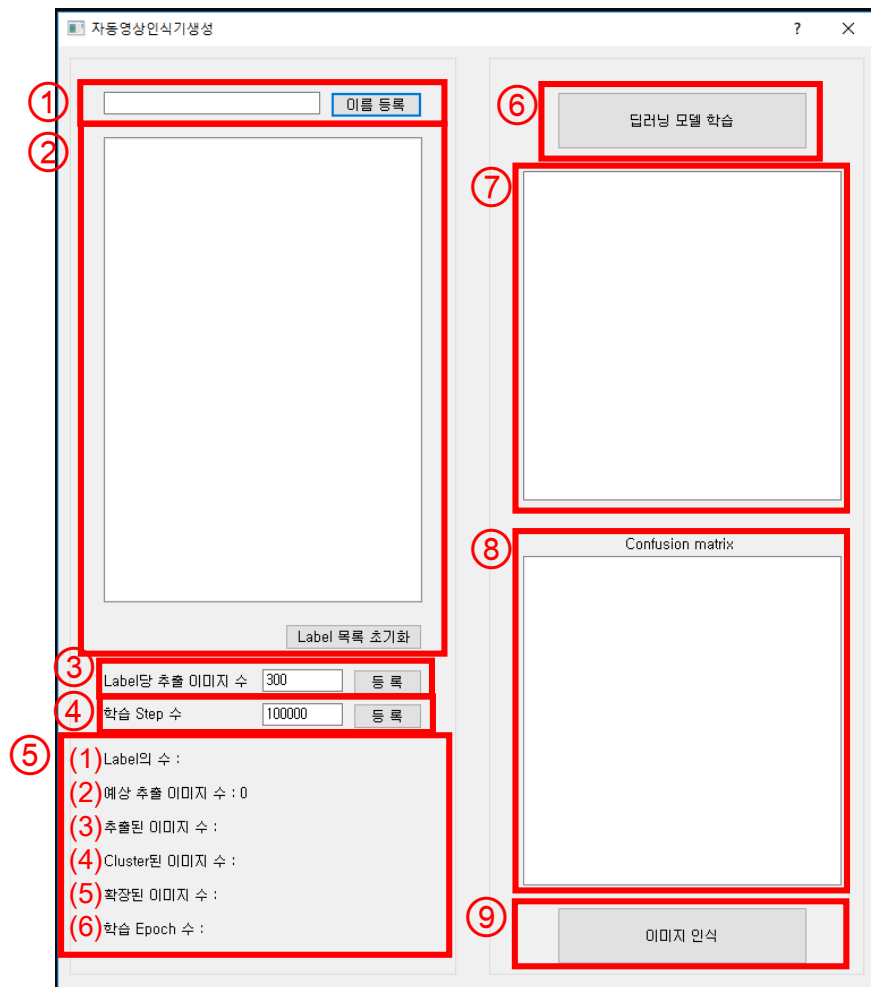 자동영상인식기생성 ? ×
① 이름 등록
②
Label 목록 초기화
③ Label당 추출 이미지 수 300 등 록
④ 학습 Step 수 100000 등 록
⑤ (1) Label의 수 :
(2) 예상 추출 이미지 수 : 0
(3) 추출된 이미지 수 :
(4) Cluster된 이미지 수 :
(5) 확장된 이미지 수 :
(6) 학습 Epoch 수 :
⑥ 딥러닝 모델 학습
⑦
⑧ Confusion matrix
⑨ 이미지 인식